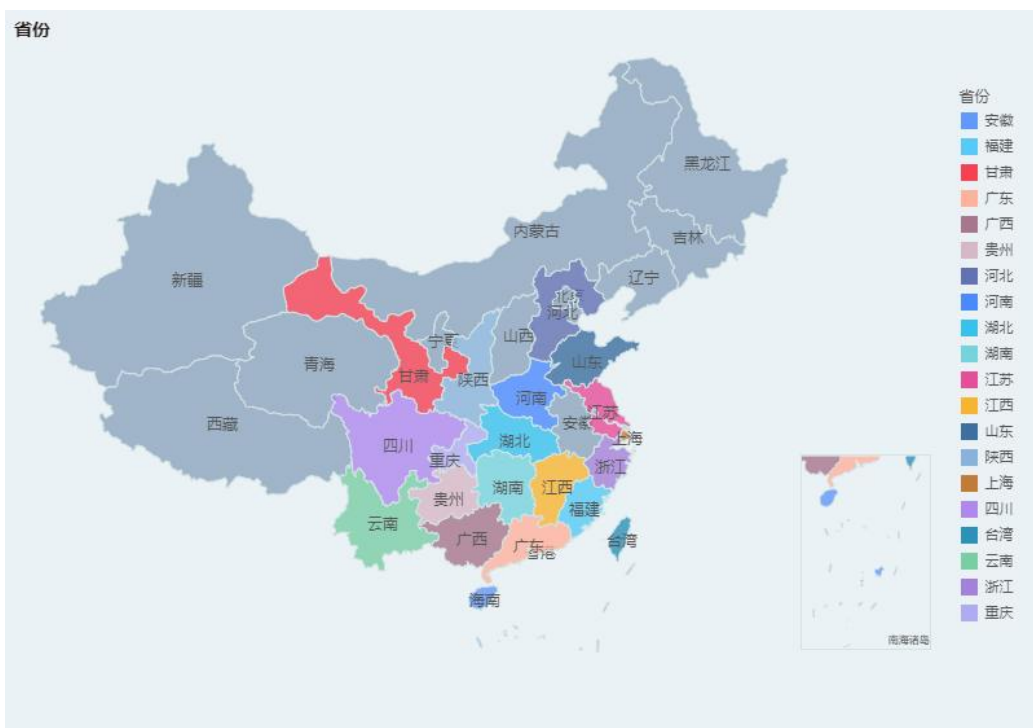 省份
黑龙江
内蒙古
吉林
辽宁
新疆
北京
河北
宁夏
山西
青海
山东
甘肃
陕西
河南
西藏
安徽
江苏
上海
四川
湖北
重庆
浙江
湖南
江西
贵州
福建
云南
广西
广东
香港
台湾
海南
南海诸岛
省份
安徽
福建
甘肃
广东
广西
贵州
河北
河南
湖北
湖南
江苏
江西
山东
陕西
上海
四川
台湾
云南
浙江
重庆